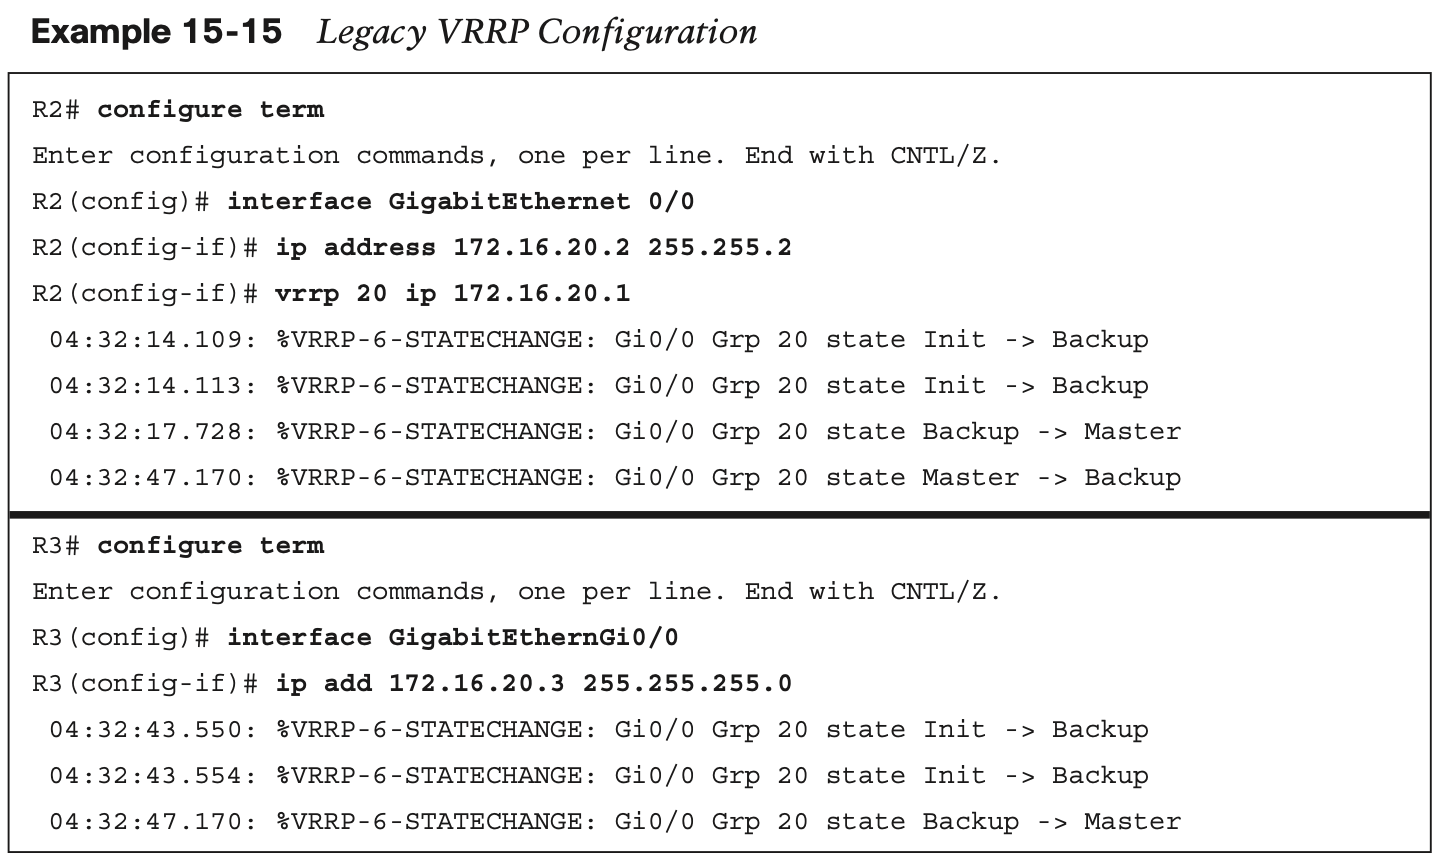 Example 15-15 Legacy VRRP Configuration
R2# configure term
Enter configuration commands, one per line. End with CNTL/Z.
R2(config)# interface GigabitEthernet 0/0
R2(config-if)# ip address 172.16.20.2 255.255.2
R2(config-if)# vrrp 20 ip 172.16.20.1
04:32:14.109: %VRRP-6-STATECHANGE: Gi0/0 Grp 20 state Init -> Backup
04:32:14.113: %VRRP-6-STATECHANGE: Gi0/0 Grp 20 state Init -> Backup
04:32:17.728: %VRRP-6-STATECHANGE: Gi0/0 Grp 20 state Backup -> Master
04:32:47.170: %VRRP-6-STATECHANGE: Gi0/0 Grp 20 state Master -> Backup
R3# configure term
Enter configuration commands, one per line. End with CNTL/Z.
R3(config)# interface GigabitEthernGi0/0
R3(config-if)# ip add 172.16.20.3 255.255.255.0
04:32:43.550: %VRRP-6-STATECHANGE: Gi0/0 Grp 20 state Init -> Backup
04:32:43.554: %VRRP-6-STATECHANGE: Gi0/0 Grp 20 state Init -> Backup
04:32:47.170: %VRRP-6-STATECHANGE: Gi0/0 Grp 20 state Backup -> Master